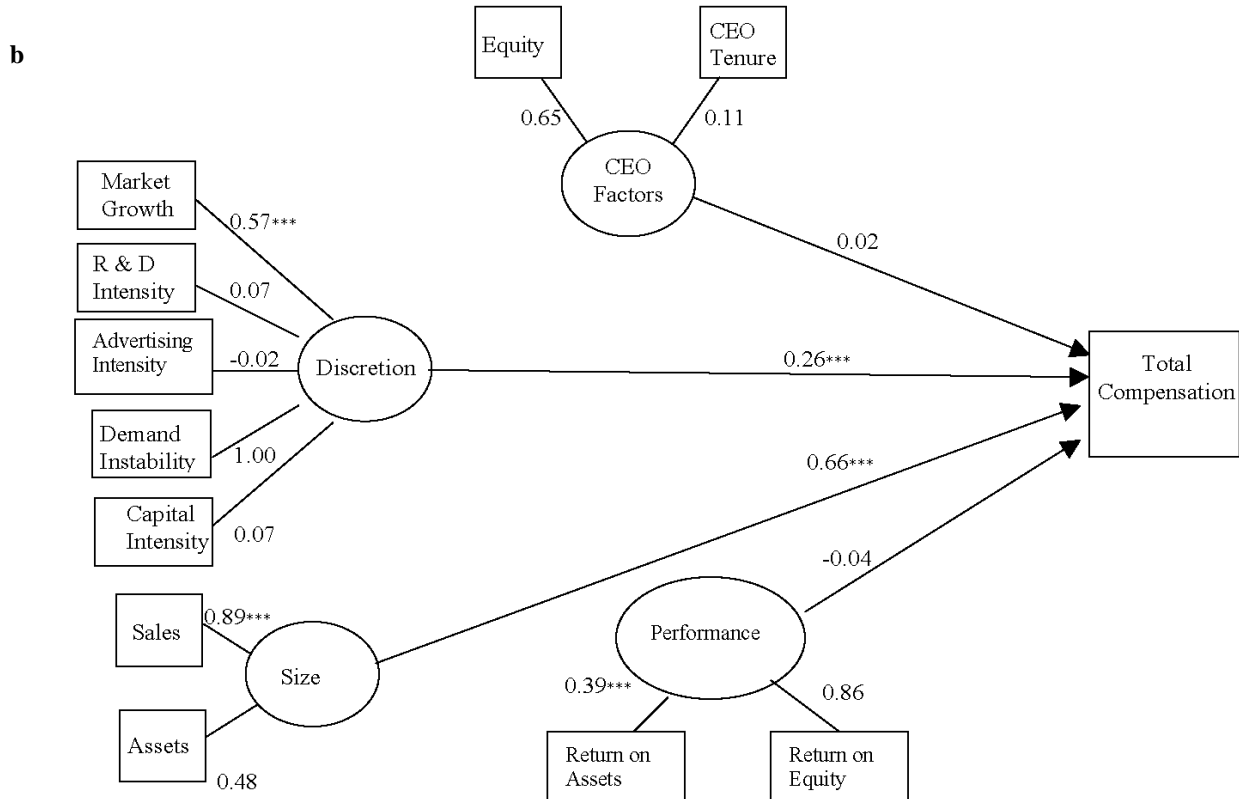 b
Equity
CEO
Tenure
0.65
0.11
CEO
Factors
0.02
Market
Growth
0.57***
R & D
Intensity
0.07
Advertising
Intensity
-0.02
Discretion
0.26***
Total
Compensation
Demand
Instability
1.00
0.66***
Capital
Intensity
0.07
-0.04
Sales
0.89***
Size
Performance
0.39***
0.86
Assets
0.48
Return on
Assets
Return on
Equity